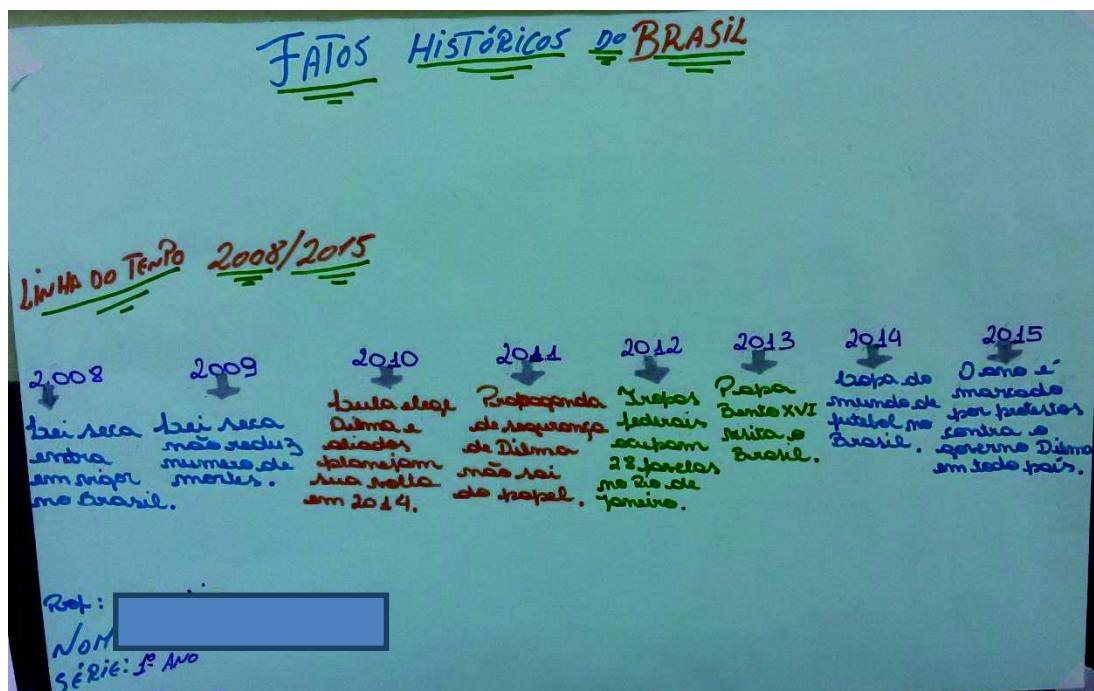 FATOS HISTÓRICOS DO BRASIL
LINHA DO TEMPO 2008/2015
2008
Lei seca
entra
em vigor
no Brasil.
2009
Lei seca
não reduz
numero de
mortes.
2010
Lula elege
Dilma e
aliados
planejam
sua volta
em 2014.
2011
Propaganda
de segurança
de Dilma
não sai
do papel.
2012
Tropas
federais
ocupam
28 favelas
no Rio de
Janeiro.
2013
Papa
Bento XVI
visita o
Brasil.
2014
Copa do
mundo de
futebol no
Brasil.
2015
O ano é
marcado
por protestos
contra o
governo Dilma
em todo país.
Prof:
SÉRIE: 1º ANO